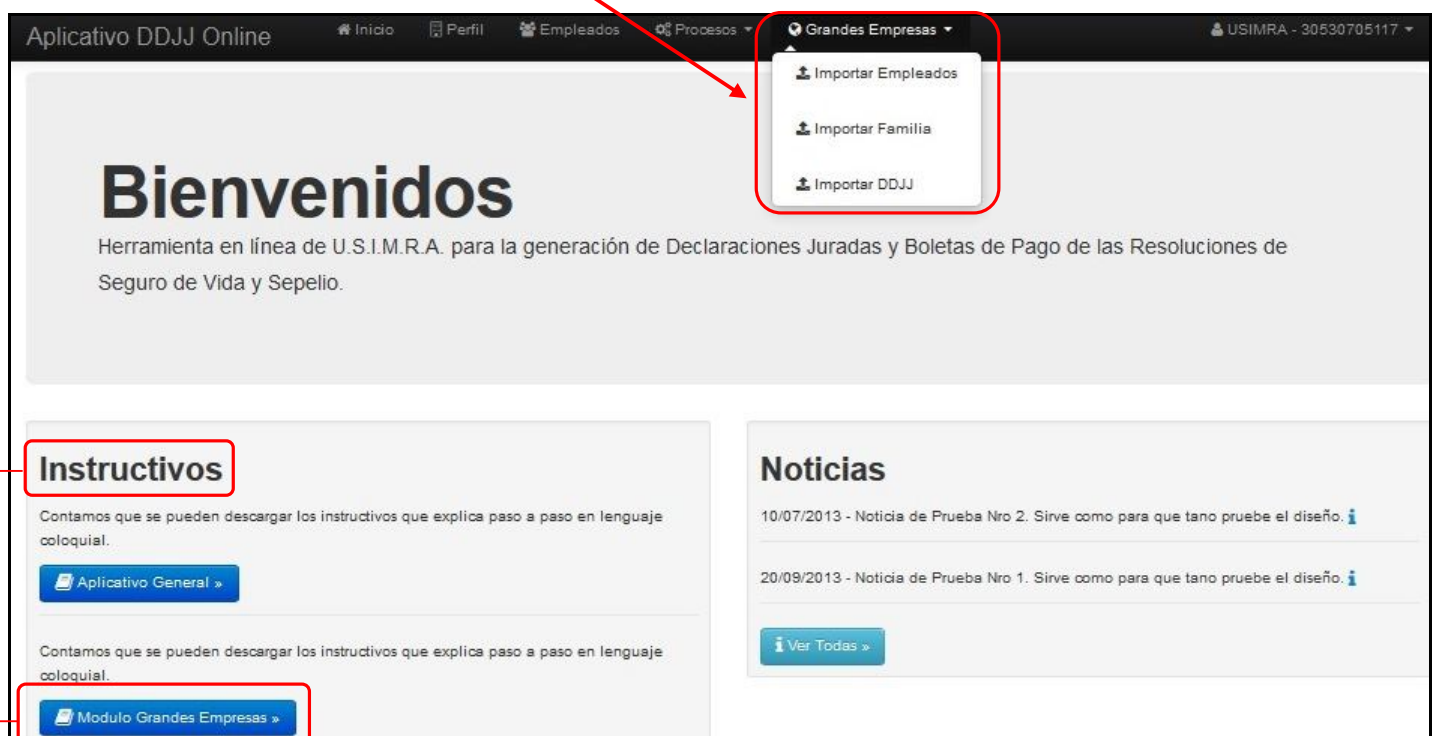 Aplicativo DDJJ Online Inicio Perfil Empleados Procesos Grandes Empresas USIMRA - 30530705117
Importar Empleados
Importar Familia
Importar DDJJ
Bienvenidos
Herramienta en línea de U.S.I.M.R.A. para la generación de Declaraciones Juradas y Boletas de Pago de las Resoluciones de
Seguro de Vida y Sepelio.
Instructivos
Contamos que se pueden descargar los instructivos que explica paso a paso en lenguaje
coloquial.
Aplicativo General »
Contamos que se pueden descargar los instructivos que explica paso a paso en lenguaje
coloquial.
Modulo Grandes Empresas »
Noticias
10/07/2013 - Noticia de Prueba Nro 2. Sirve como para que tano pruebe el diseño.
20/09/2013 - Noticia de Prueba Nro 1. Sirve como para que tano pruebe el diseño.
Ver Todas »